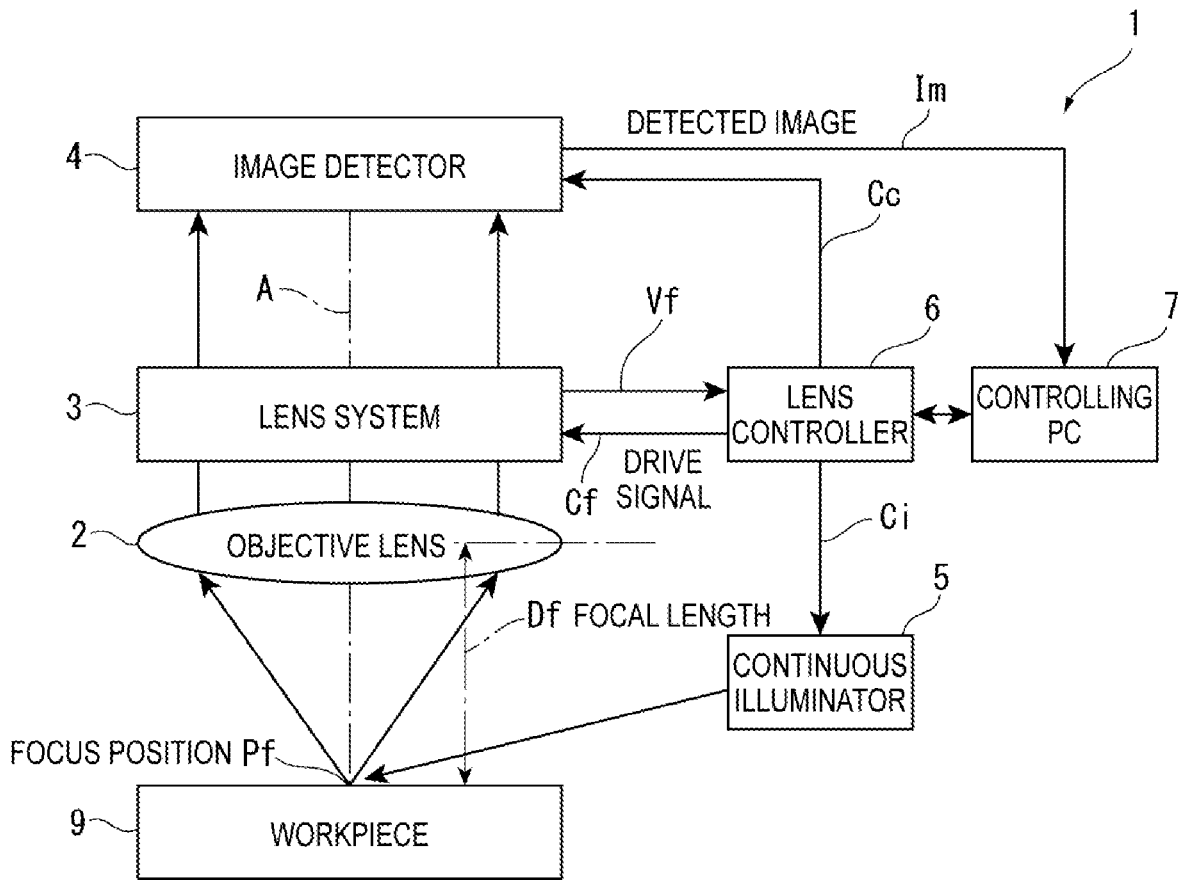 1
Im
DETECTED IMAGE
4
IMAGE DETECTOR
Cc
A
Vf
6
7
3
LENS SYSTEM
LENS
CONTROLLER
CONTROLLING
PC
DRIVE
SIGNAL
Cf
Ci
2
OBJECTIVE LENS
5
Df FOCAL LENGTH
CONTINUOUS
ILLUMINATOR
FOCUS POSITION Pf
9
WORKPIECE